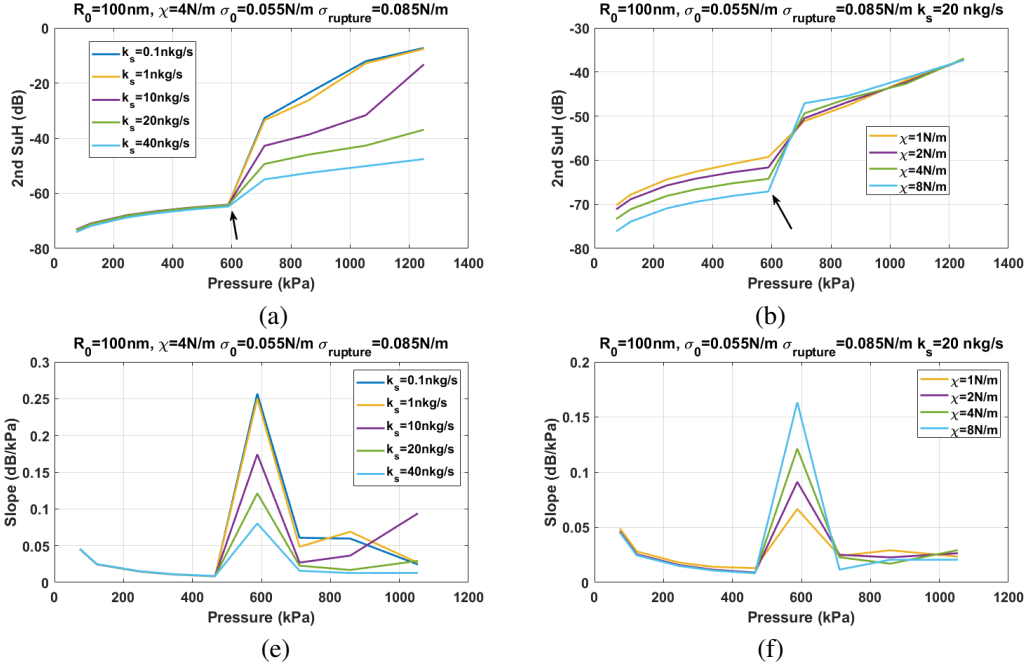 R0=100nm, χ=4N/m σ0=0.055N/m σrupture=0.085N/m
0
-20
-40
-60
-80
2nd SuH (dB)
ks=0.1nkg/s
ks=1nkg/s
ks=10nkg/s
ks=20nkg/s
ks=40nkg/s
0 200 400 600 800 1000 1200 1400
Pressure (kPa)
(a)
R0=100nm, σ0=0.055N/m σrupture=0.085N/m ks=20 nkg/s
-30
-40
-50
-60
-70
-80
2nd SuH (dB)
χ=1N/m
χ=2N/m
χ=4N/m
χ=8N/m
0 200 400 600 800 1000 1200 1400
Pressure (kPa)
(b)
R0=100nm, χ=4N/m σ0=0.055N/m σrupture=0.085N/m
0.3
0.25
0.2
0.15
0.1
0.05
0
Slope (dB/kPa)
ks=0.1nkg/s
ks=1nkg/s
ks=10nkg/s
ks=20nkg/s
ks=40nkg/s
0 200 400 600 800 1000 1200
Pressure (kPa)
(e)
R0=100nm, σ0=0.055N/m σrupture=0.085N/m ks=20 nkg/s
0.2
0.15
0.1
0.05
0
Slope (dB/kPa)
χ=1N/m
χ=2N/m
χ=4N/m
χ=8N/m
0 200 400 600 800 1000 1200
Pressure (kPa)
(f)